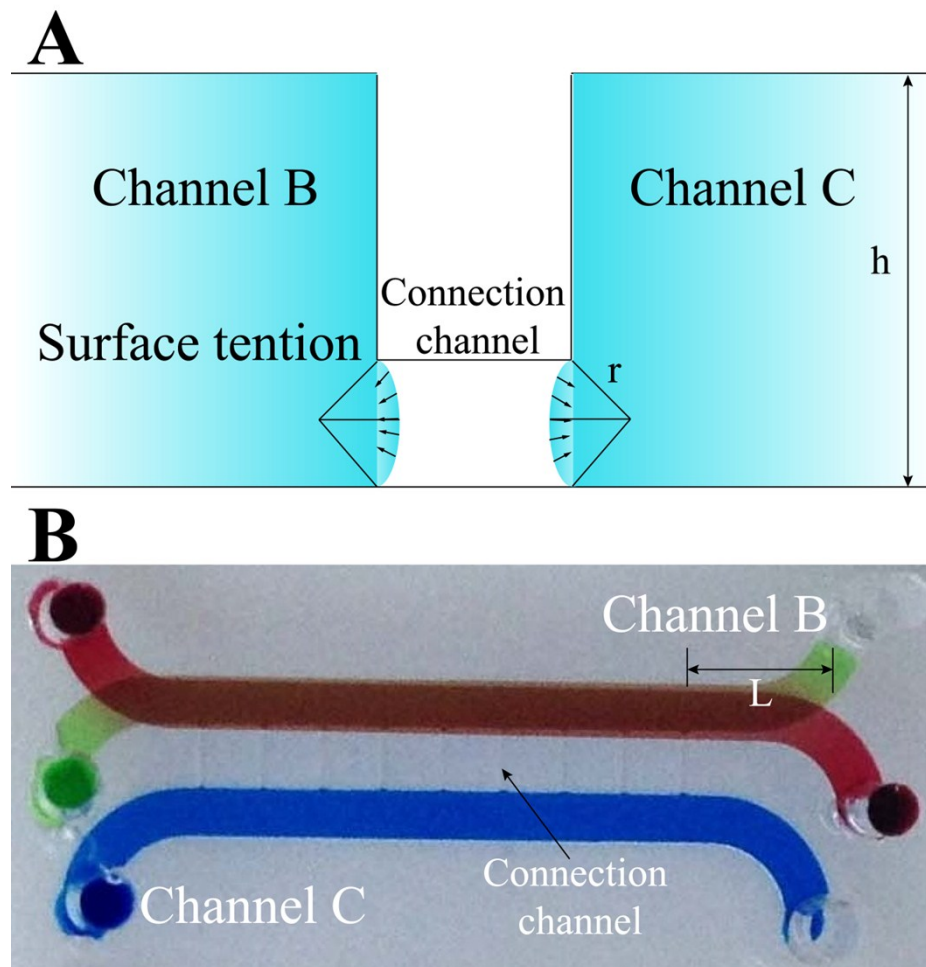 A
Channel B
Channel C
h
Connection
channel
Surface tention
r
B
Channel B
L
Connection
channel
Channel C